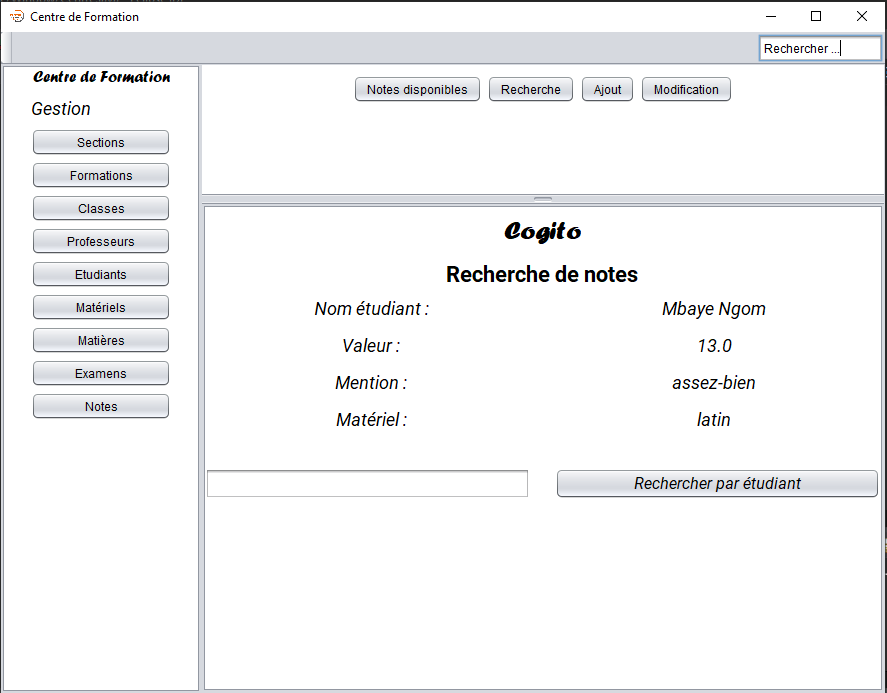 Centre de Formation
Rechercher ...
Centre de Formation
Gestion
Sections
Formations
Classes
Professeurs
Etudiants
Matériels
Matières
Examens
Notes
Notes disponibles Recherche Ajout Modification
Cogito
Recherche de notes
Nom étudiant : Mbaye Ngom
Valeur : 13.0
Mention : assez-bien
Matériel : latin
Rechercher par étudiant